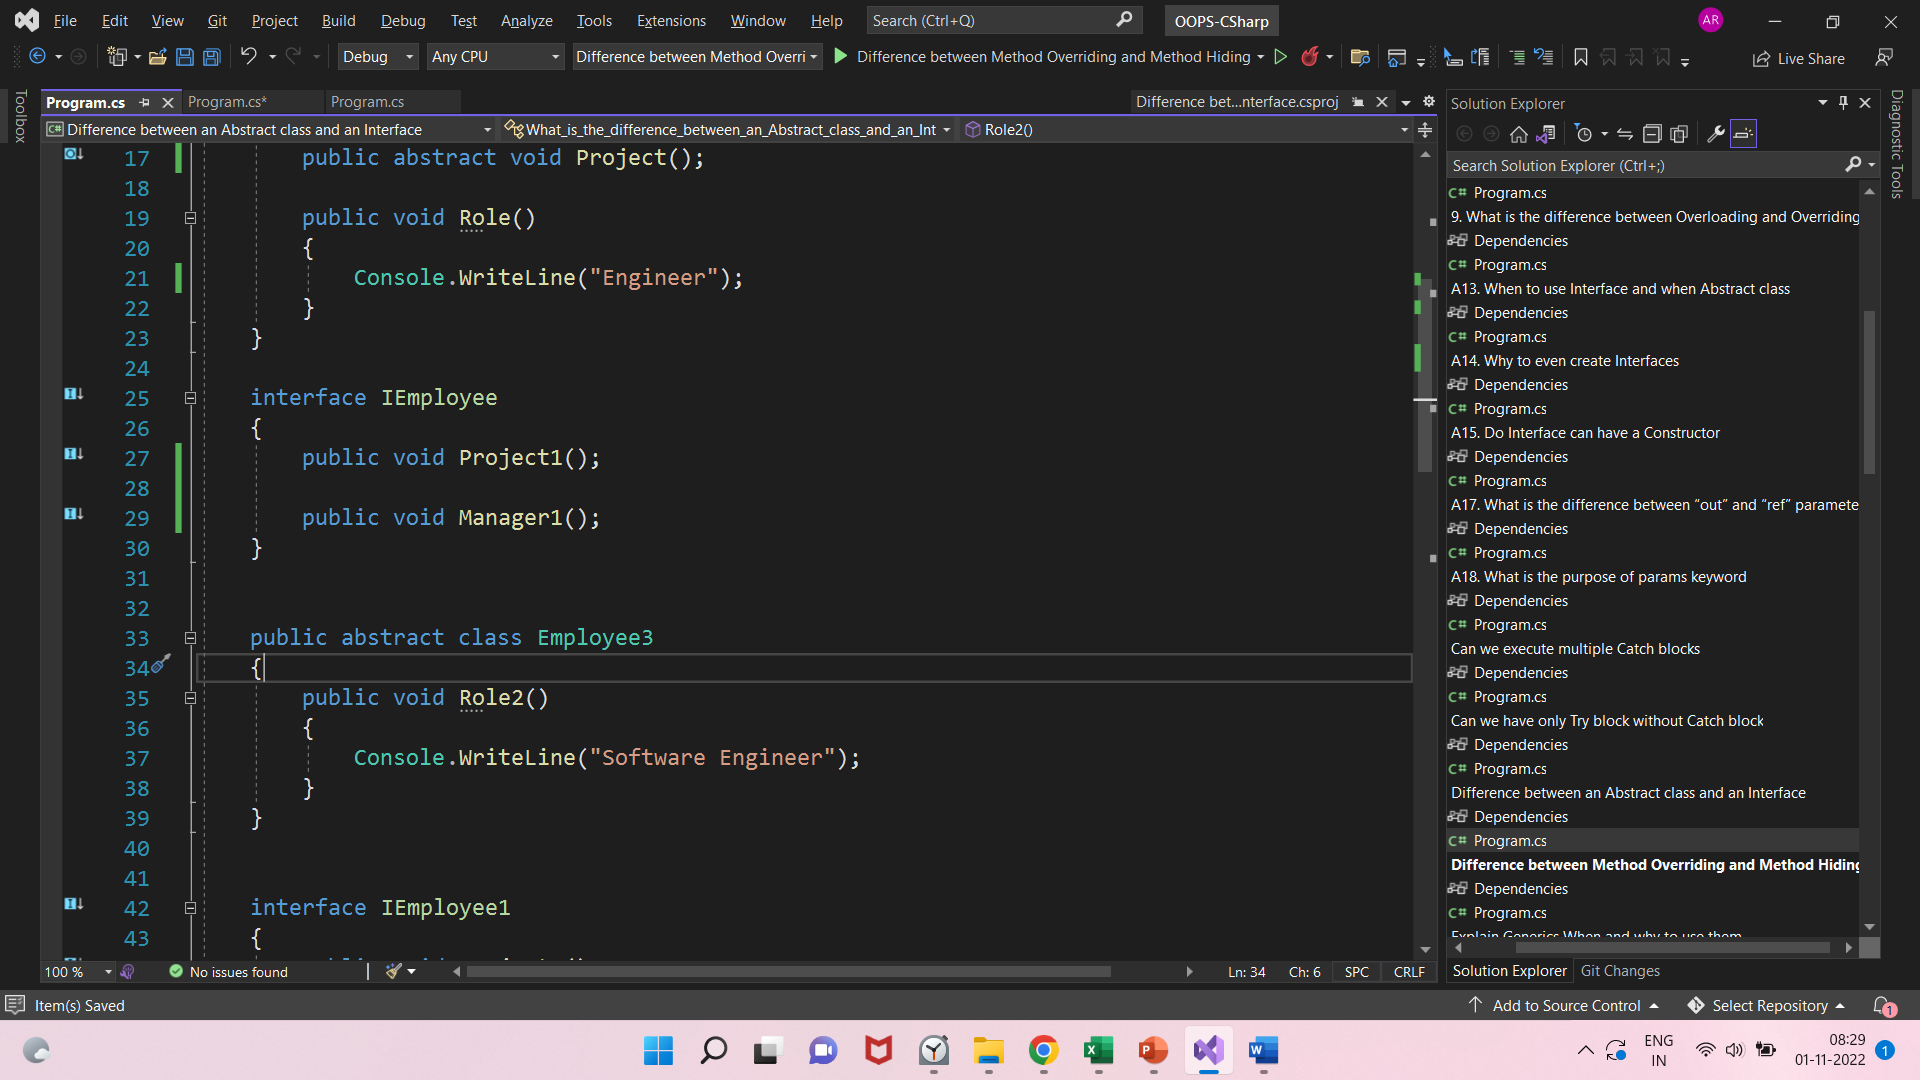 File Edit View Git Project Build Debug Test Analyze Tools Extensions Window Help Search (Ctrl+Q) OOPS-CSharp AR
Debug Any CPU Difference between Method Overri Difference between Method Overriding and Method Hiding Live Share
Toolbox
Program.cs Program.cs* Program.cs Difference bet...nterface.csproj
Difference between an Abstract class and an Interface What_is_the_difference_between_an_Abstract_class_and_an_Int Role2()
17 public abstract void Project();
18
19 public void Role()
20 {
21 Console.WriteLine("Engineer");
22 }
23 }
24
25 interface IEmployee
26 {
27 public void Project1();
28
29 public void Manager1();
30 }
31
32
33 public abstract class Employee3
34 {
35 public void Role2()
36 {
37 Console.WriteLine("Software Engineer");
38 }
39 }
40
41
42 interface IEmployee1
43 {
100 % No issues found Ln: 34 Ch: 6 SPC CRLF
Solution Explorer
Search Solution Explorer (Ctrl+;)
C# Program.cs
9. What is the difference between Overloading and Overriding
Dependencies
C# Program.cs
A13. When to use Interface and when Abstract class
Dependencies
C# Program.cs
A14. Why to even create Interfaces
Dependencies
C# Program.cs
A15. Do Interface can have a Constructor
Dependencies
C# Program.cs
A17. What is the difference between “out” and “ref” paramete
Dependencies
C# Program.cs
A18. What is the purpose of params keyword
Dependencies
C# Program.cs
Can we execute multiple Catch blocks
Dependencies
C# Program.cs
Can we have only Try block without Catch block
Dependencies
C# Program.cs
Difference between an Abstract class and an Interface
Dependencies
C# Program.cs
Difference between Method Overriding and Method Hiding
Dependencies
C# Program.cs
Explain Generics When and why to use them
Solution Explorer Git Changes
Diagnostic Tools
Item(s) Saved Add to Source Control Select Repository 1
ENG
IN
08:29
01-11-2022
1